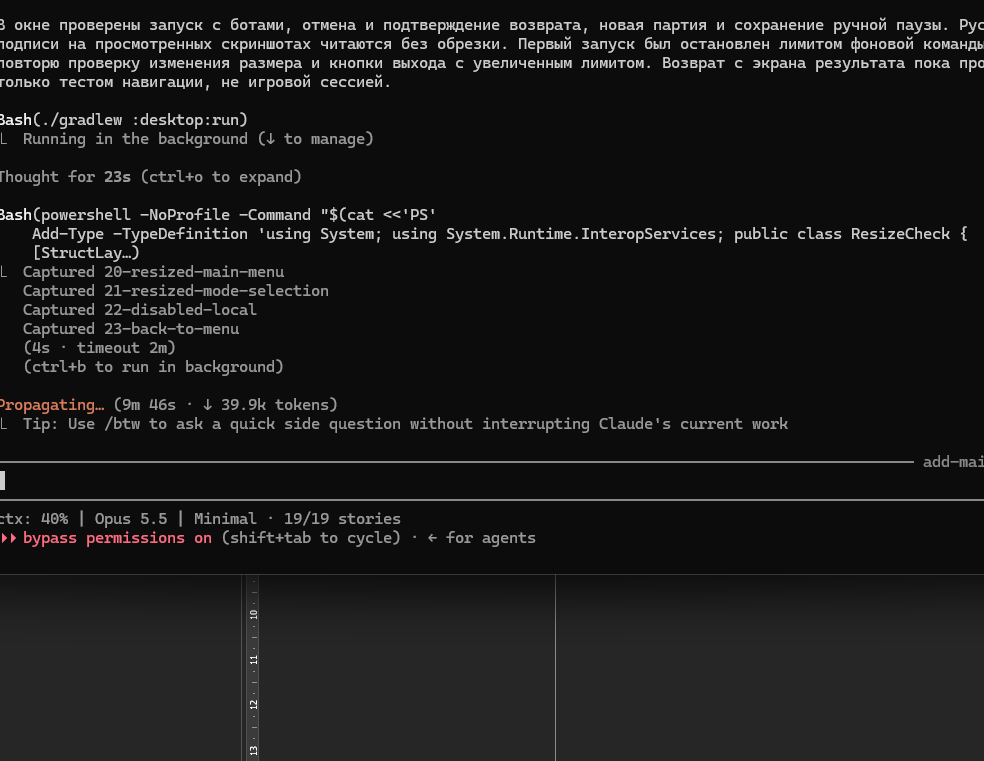 В окне проверены запуск с ботами, отмена и подтверждение возврата, новая партия и сохранение ручной паузы. Рус
подписи на просмотренных скриншотах читаются без обрезки. Первый запуск был остановлен лимитом фоновой команды
повторю проверку изменения размера и кнопки выхода с увеличенным лимитом. Возврат с экрана результата пока про
только тестом навигации, не игровой сессией.
Bash(./gradlew :desktop:run)
└ Running in the background (↓ to manage)
Thought for 23s (ctrl+o to expand)
Bash(powershell -NoProfile -Command "$(cat <<'PS'
Add-Type -TypeDefinition 'using System; using System.Runtime.InteropServices; public class ResizeCheck {
[StructLay…)
└ Captured 20-resized-main-menu
Captured 21-resized-mode-selection
Captured 22-disabled-local
Captured 23-back-to-menu
(4s · timeout 2m)
(ctrl+b to run in background)
Propagating… (9m 46s · ↓ 39.9k tokens)
└ Tip: Use /btw to ask a quick side question without interrupting Claude's current work
add-mai
ctx: 40% | Opus 5.5 | Minimal · 19/19 stories
⏵⏵ bypass permissions on (shift+tab to cycle) · ← for agents
10
11
12
13